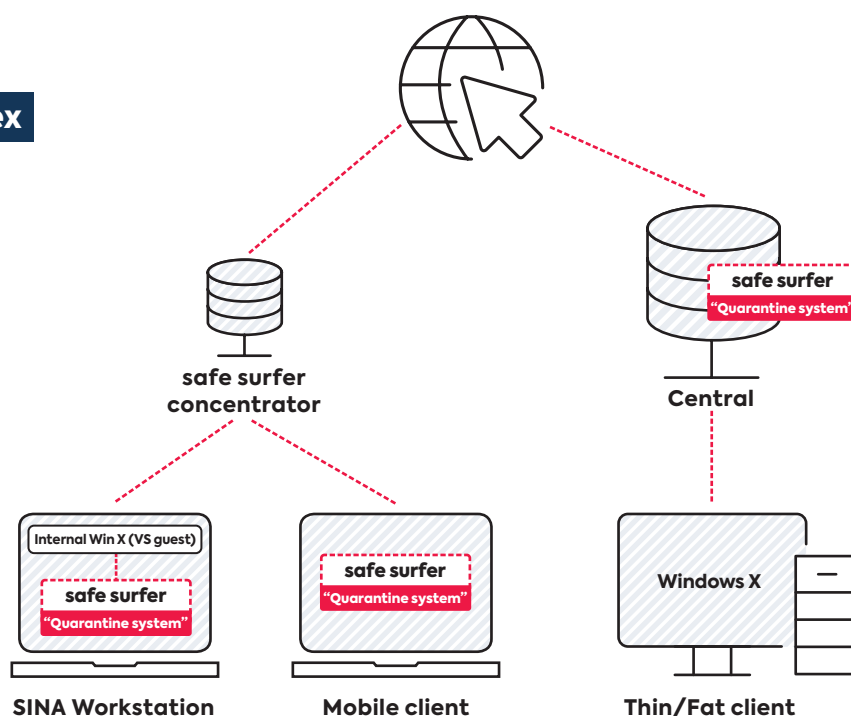 ex
safe surfer
“Quarantine system”
safe surfer
concentrator
Central
Internal Win X (VS guest)
safe surfer
“Quarantine system”
safe surfer
“Quarantine system”
Windows X
SINA Workstation
Mobile client
Thin/Fat client